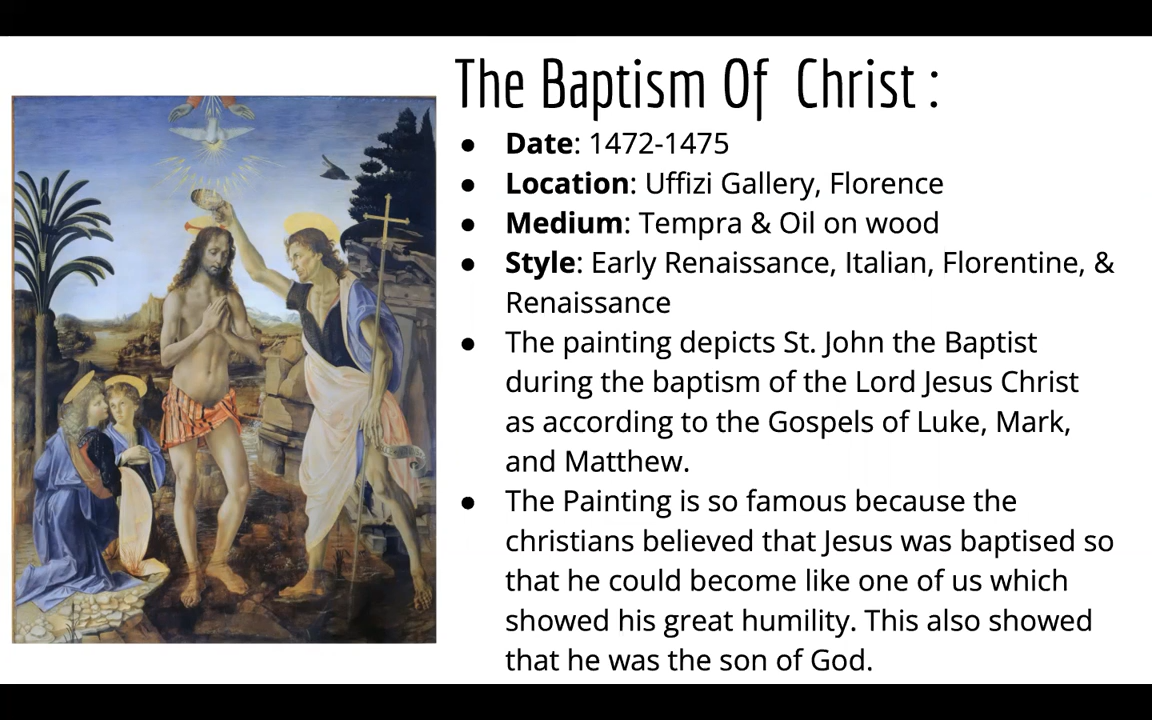 The Baptism Of Christ :
● Date: 1472-1475
● Location: Uffizi Gallery, Florence
● Medium: Tempra & Oil on wood
● Style: Early Renaissance, Italian, Florentine, &
Renaissance
● The painting depicts St. John the Baptist
during the baptism of the Lord Jesus Christ
as according to the Gospels of Luke, Mark,
and Matthew.
● The Painting is so famous because the
christians believed that Jesus was baptised so
that he could become like one of us which
showed his great humility. This also showed
that he was the son of God.